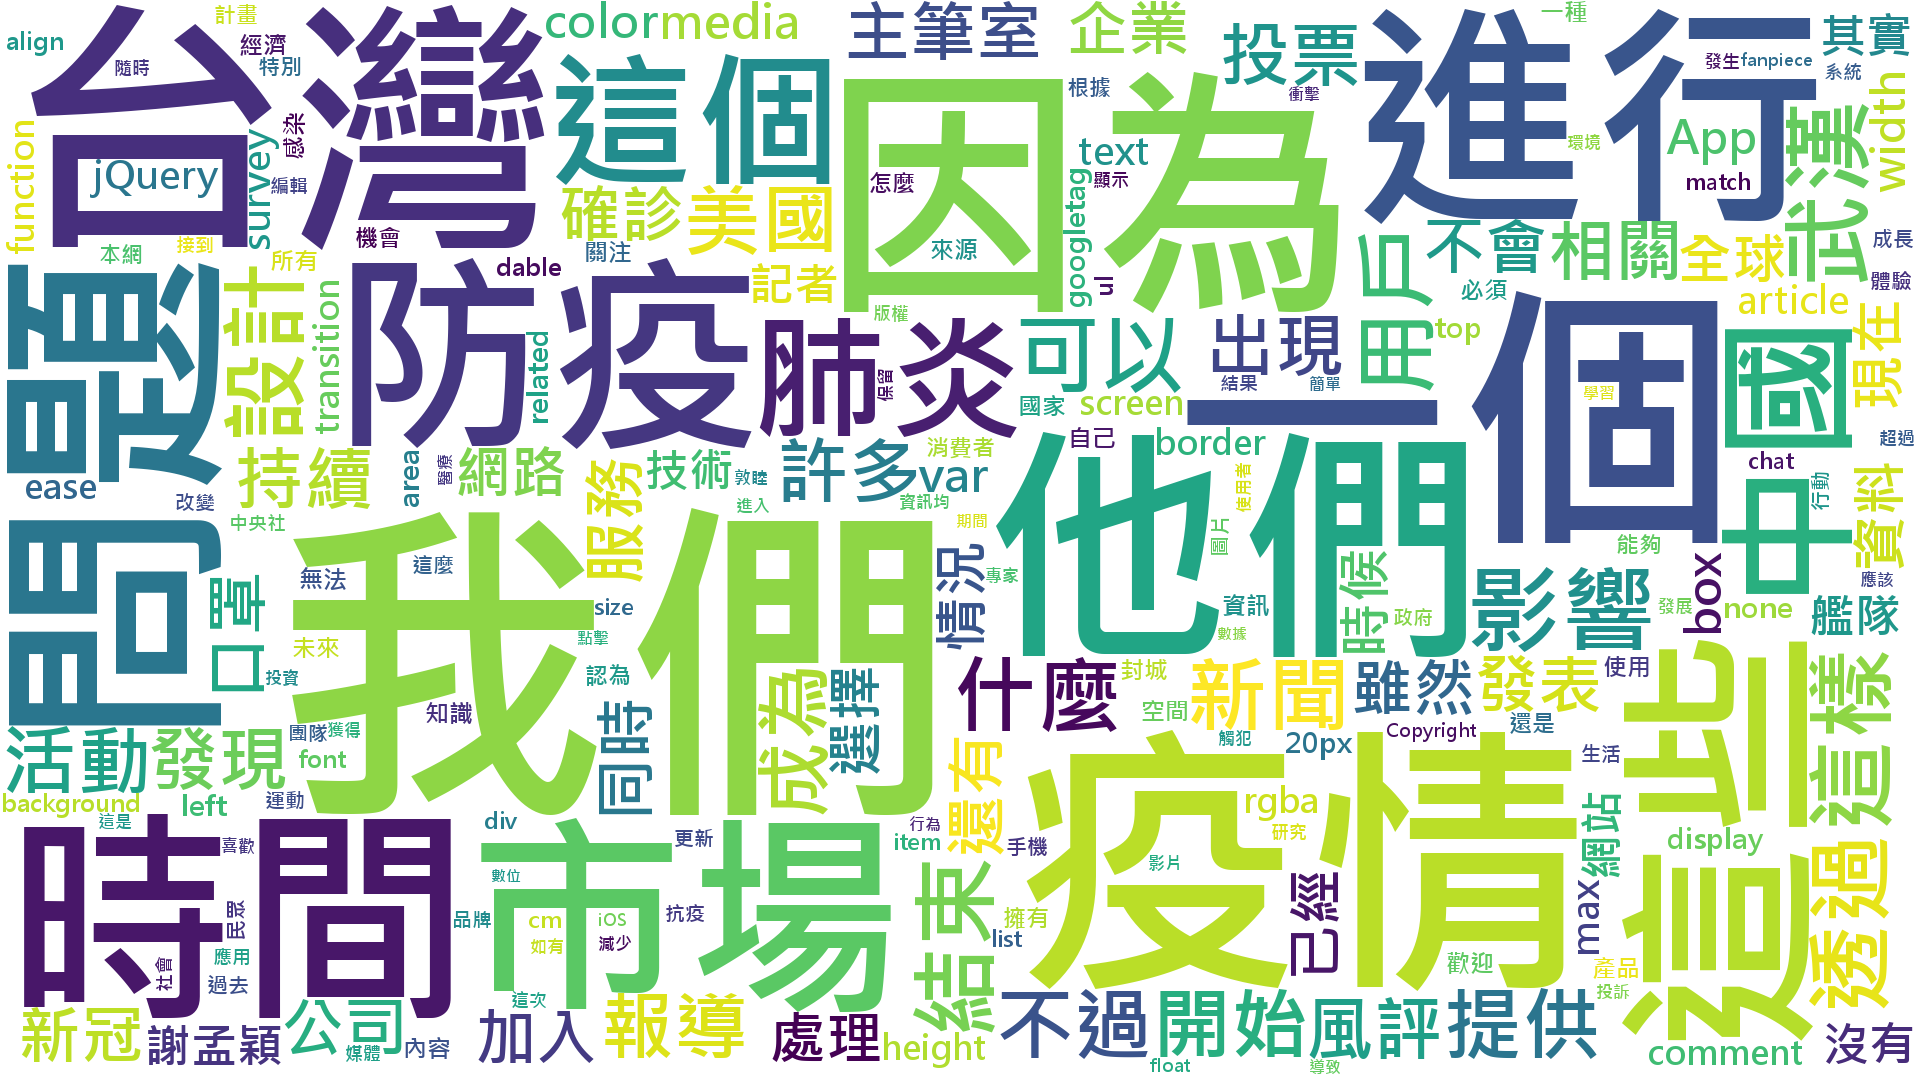 台灣
計畫
align
經濟
隨時
特別
color
media
主筆室
企業
一種
投票
其實
發生
fanpiece
系統
根據
衝擊
這個
因為
進行
function
感染
jQuery
survey
編輯
text
googletag
怎麼
顯示
App
環境
match
武漢
width
確診
美國
機會
本網
接到
所有
關注
dable
來源
ul
不會
相關
全球
成長
體驗
必須
記者
用戶
article
問題
設計
transition
防疫
related
肺炎
版權
保留
可以
出現
top
一個
中國
現在
結果
簡單
國家
screen
學習
自己
border
超過
持續
ease
網路
area
醫療
技術
許多
消費者
var
敦睦
進入
資訊均
使用者
chat
行動
資料
改變
中央社
服務
期間
他們
圖片
能夠
應該
口罩
無法
這麼
我們
size
情況
專家
資訊
時候
政府
影響
發展
box
none
艦隊
未來
點擊
數據
投資
認為
什麼
封城
新聞
雖然
發表
使用
這些
這樣
知識
成為
選擇
空間
活動
發現
團隊
獲得
font
同時
還有
20px
觸犯
Copyright
還是
生活
疫情
background
left
運動
這是
喜歡
時間
div
市場
更新
行為
item
手機
rgba
研究
影片
網站
display
透過
數位
結束
已經
max
民眾
品牌
cm
iOS
如有
減少
抗疫
擁有
list
歡迎
產品
投訴
社會
應用
過去
這次
新冠
謝孟穎
公司
媒體
內容
加入
報導
處理
height
不過
開始
float
風評
導致
提供
comment
沒有